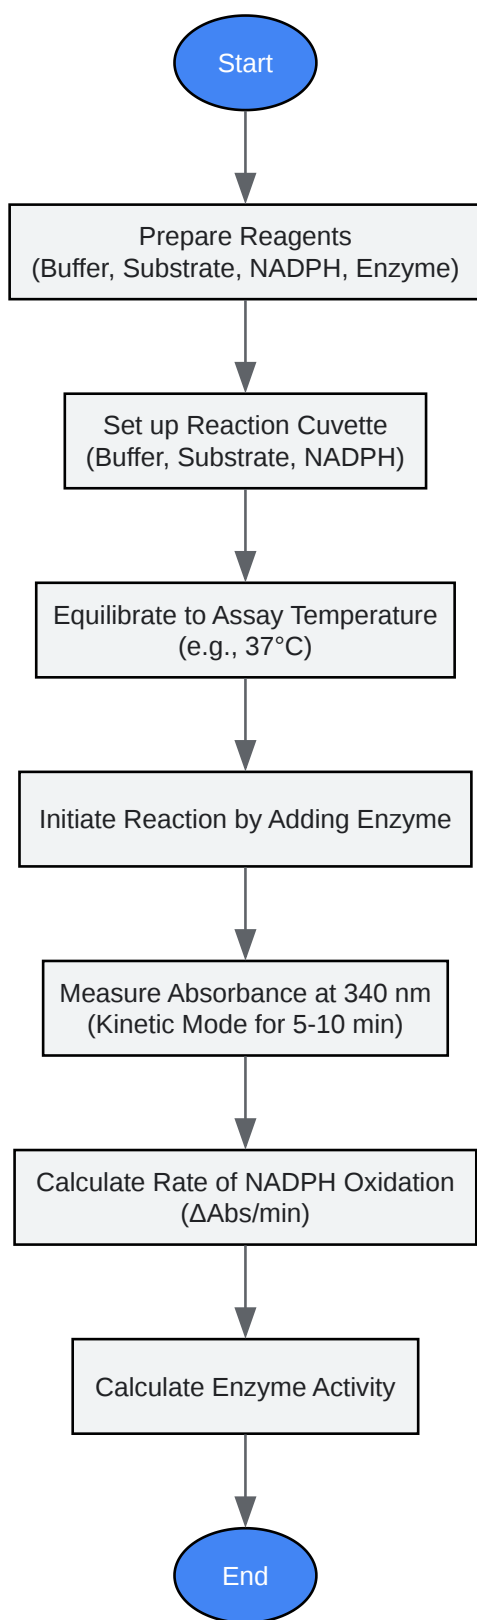 Start
Prepare Reagents
(Buffer, Substrate, NADPH, Enzyme)
Set up Reaction Cuvette
(Buffer, Substrate, NADPH)
Equilibrate to Assay Temperature
(e.g., 37°C)
Initiate Reaction by Adding Enzyme
Measure Absorbance at 340 nm
(Kinetic Mode for 5-10 min)
Calculate Rate of NADPH Oxidation
(ΔAbs/min)
Calculate Enzyme Activity
End